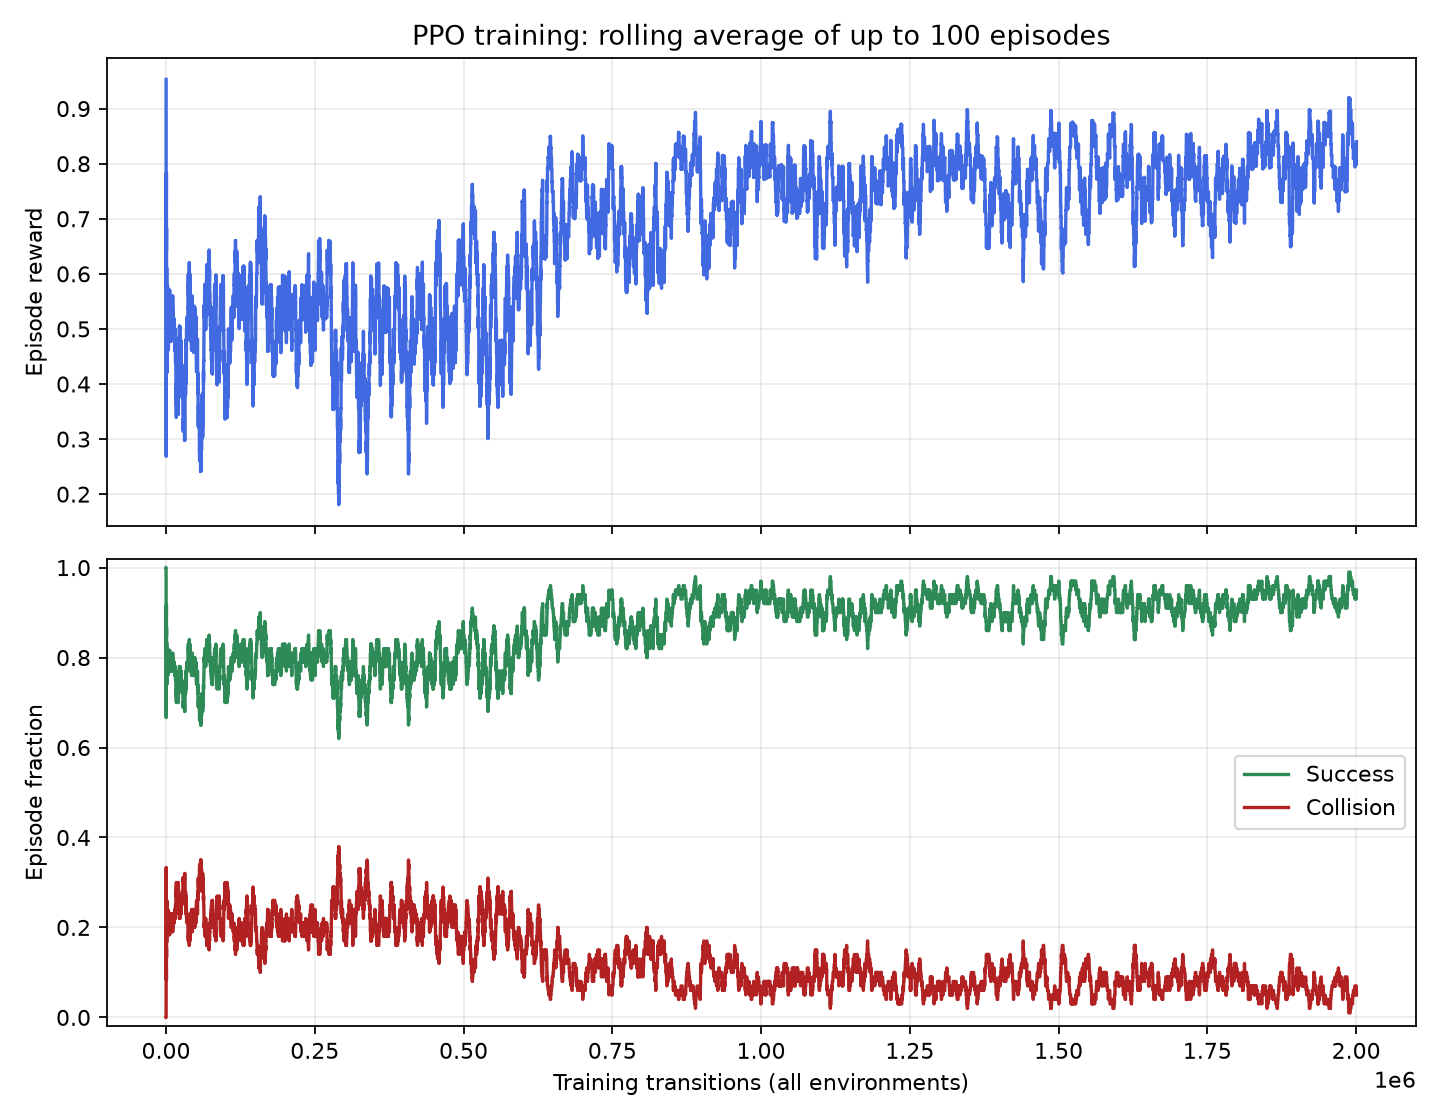 PPO training: rolling average of up to 100 episodes
Episode reward
0.9
0.8
0.7
0.6
0.5
0.4
0.3
0.2
Episode fraction
1.0
0.8
0.6
0.4
0.2
0.0
Success
Collision
0.00 0.25 0.50 0.75 1.00 1.25 1.50 1.75 2.00
Training transitions (all environments)
1e6